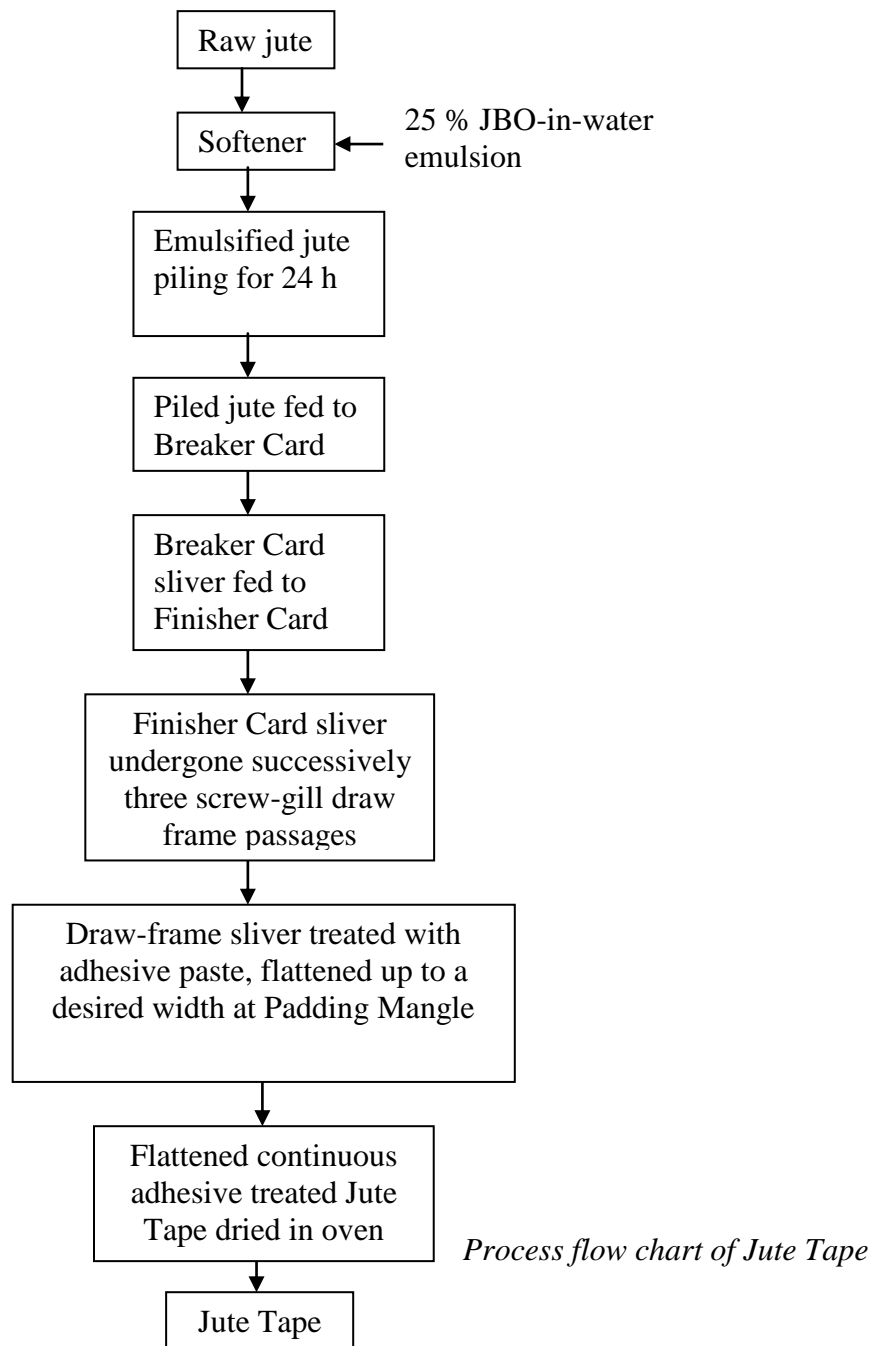 Raw jute
Softener
25 % JBO-in-water
emulsion
Emulsified jute
piling for 24 h
Piled jute fed to
Breaker Card
Breaker Card
sliver fed to
Finisher Card
Finisher Card sliver
undergone successively
three screw-gill draw
frame passages
Draw-frame sliver treated with
adhesive paste, flattened up to a
desired width at Padding Mangle
Flattened continuous
adhesive treated Jute
Tape dried in oven
Process flow chart of Jute Tape
Jute Tape